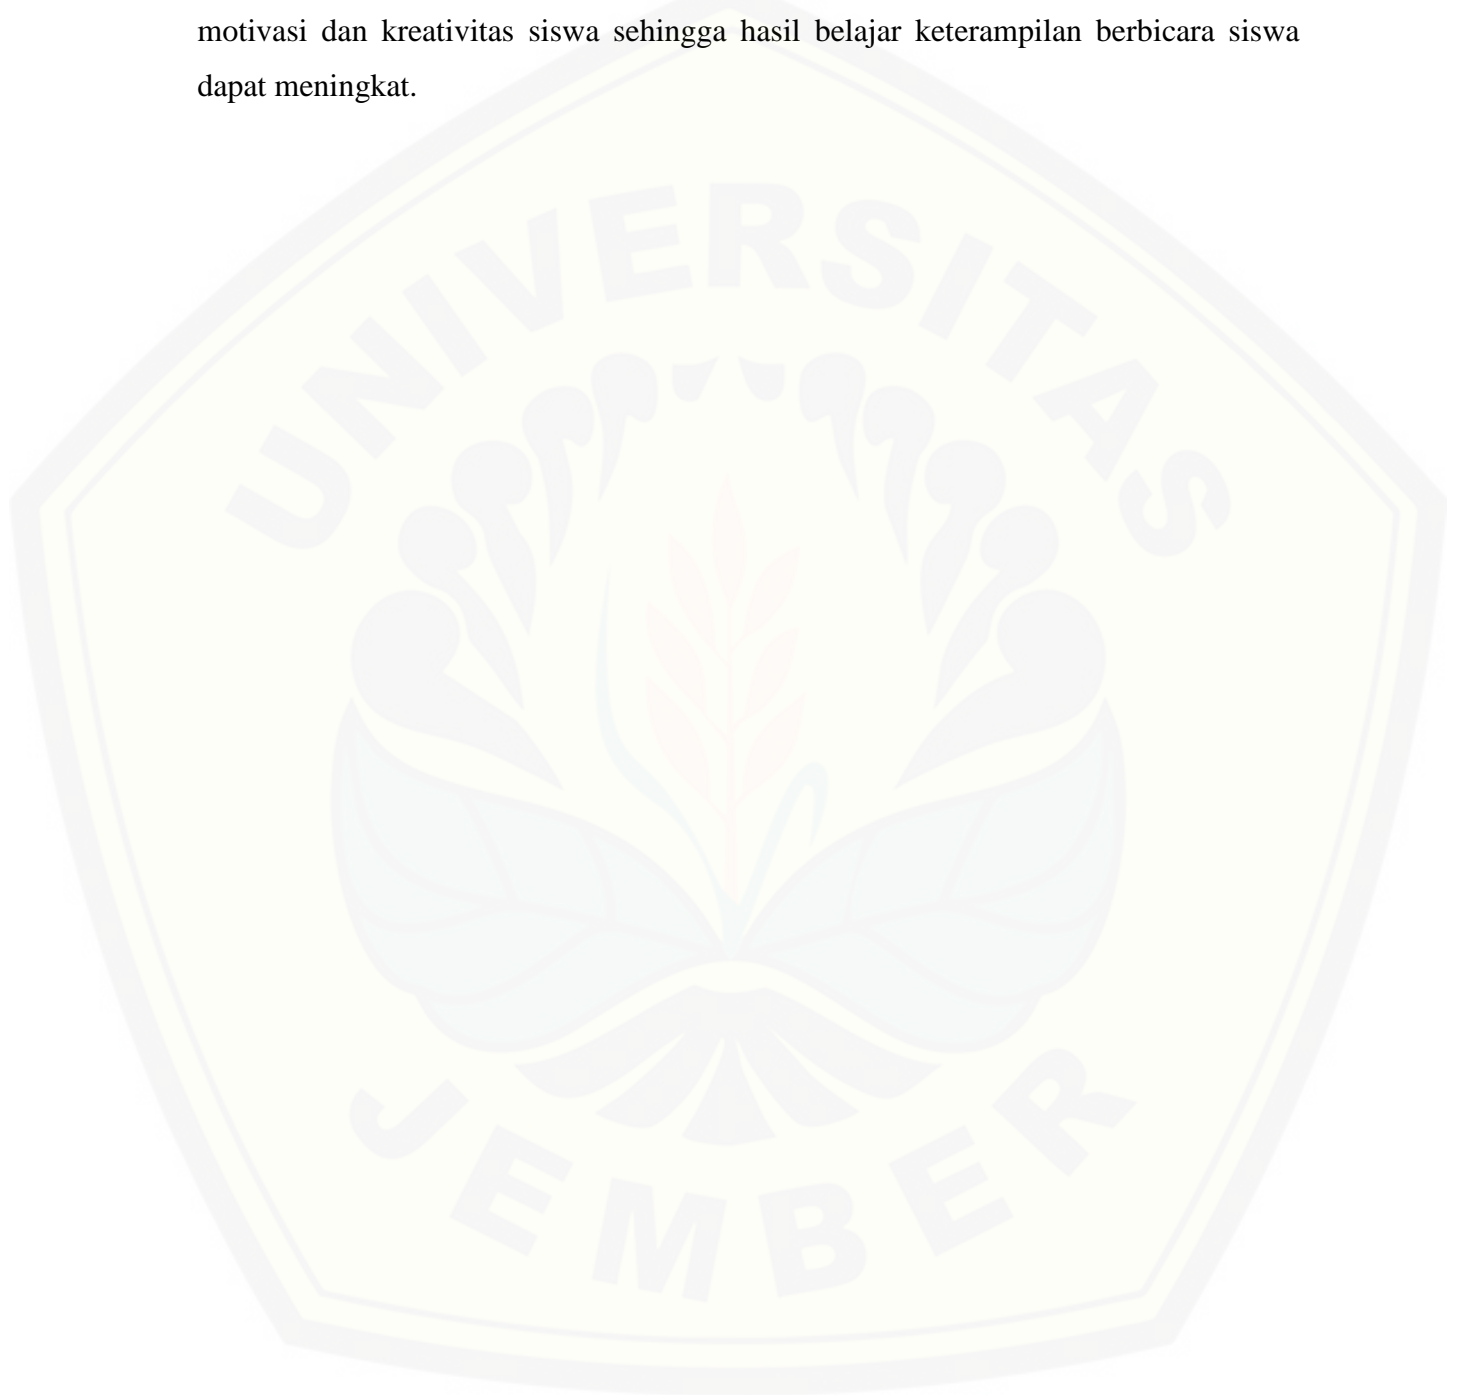 motivasi dan kreativitas siswa sehingga hasil belajar keterampilan berbicara siswa
dapat meningkat.
UNIVERSITAS
JEMBER